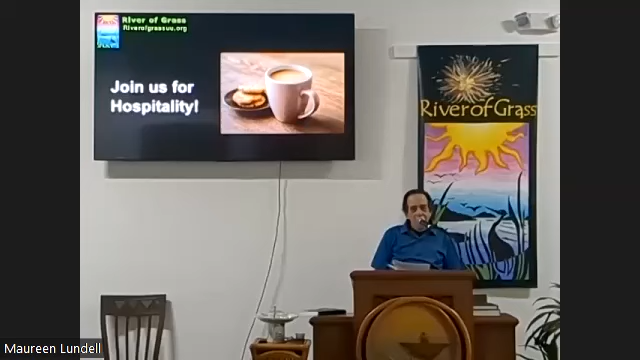 River of Grass
Riverofgrassuu.org
Join us for
Hospitality!
River of Grass
Maureen Lundell